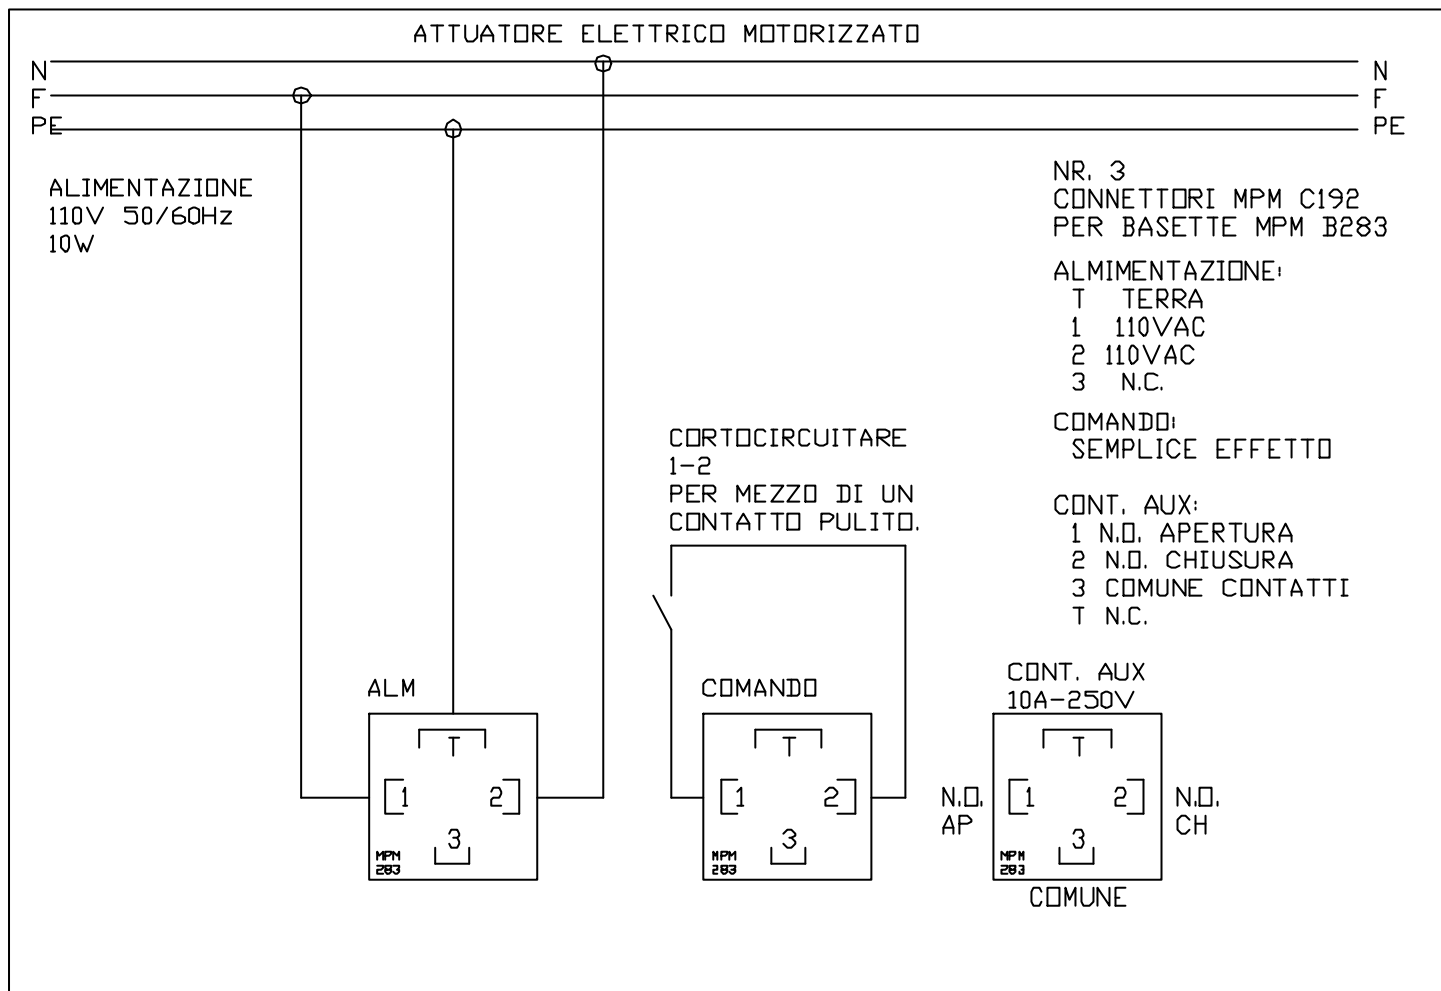 ATTUATORE ELETTRICO MOTORIZZATO
N
F
PE
N
F
PE
ALIMENTAZIONE
110V 50/60Hz
10W
NR. 3
CONNETTORI MPM C192
PER BASETTE MPM B283
ALMIMENTAZIONE:
T TERRA
1 110VAC
2 110VAC
3 N.C.
COMANDO:
SEMPLICE EFFETTO
CONT. AUX:
1 N.O. APERTURA
2 N.O. CHIUSURA
3 COMUNE CONTATTI
T N.C.
CORTOCIRCUITARE
1-2
PER MEZZO DI UN
CONTATTO PULITO.
ALM
T
1 2
3
MPM
283
COMANDO
T
1 2
3
MPM
283
CONT. AUX
10A-250V
T
1 2
3
MPM
283
N.O.
AP
N.O.
CH
COMUNE